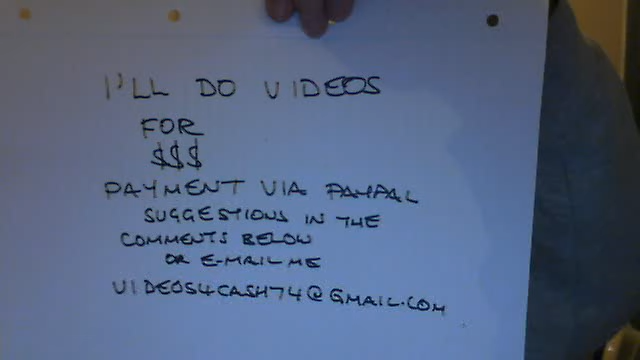 I'LL DO VIDEOS
FOR
$$$
PAYMENT VIA PAYPAL
SUGGESTIONS IN THE
COMMENTS BELOW
OR E-MAIL ME
VIDEOS4CASH74@GMAIL.COM